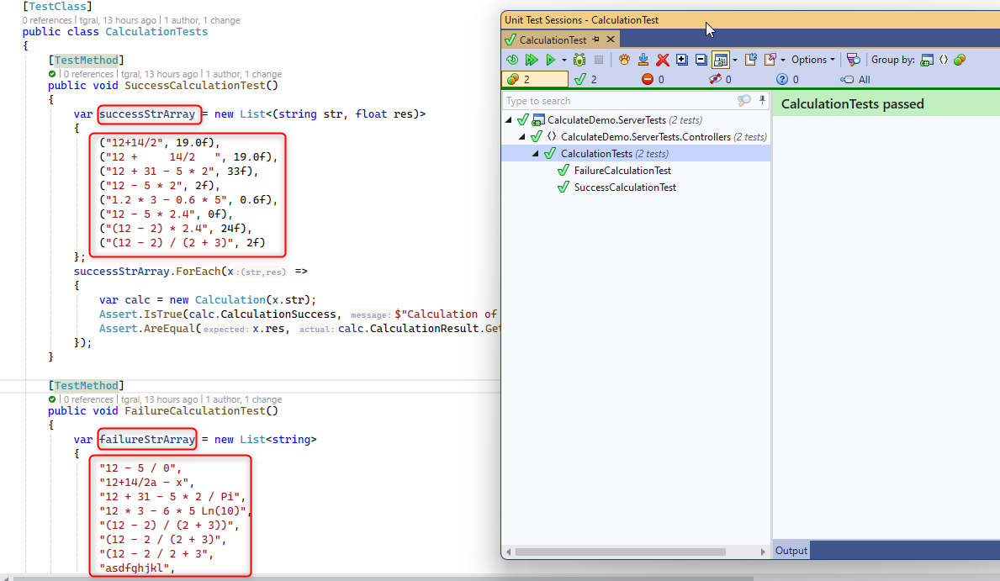 [TestClass]
0 references | tgral, 13 hours ago | 1 author, 1 change
public class CalculationTests
{
[TestMethod]
| 0 references | tgral, 13 hours ago | 1 author, 1 change
public void SuccessCalculationTest()
{
var successStrArray = new List<(string str, float res)>
{
("12+14/2", 19.0f),
("12 +     14/2   ", 19.0f),
("12 + 31 - 5 * 2", 33f),
("12 - 5 * 2", 2f),
("1.2 * 3 - 0.6 * 5", 0.6f),
("12 - 5 * 2.4", 0f),
("(12 - 2) * 2.4", 24f),
("(12 - 2) / (2 + 3)", 2f)
};
successStrArray.ForEach(x:(str,res) =>
{
var calc = new Calculation(x.str);
Assert.IsTrue(calc.CalculationSuccess, message: $"Calculation of
Assert.AreEqual(expected: x.res, actual: calc.CalculationResult.Get
});
}
[TestMethod]
| 0 references | tgral, 13 hours ago | 1 author, 1 change
public void FailureCalculationTest()
{
var failureStrArray = new List<string>
{
"12 - 5 / 0",
"12+14/2a - x",
"12 + 31 - 5 * 2 / Pi",
"12 * 3 - 6 * 5 Ln(10)",
"(12 - 2) / (2 + 3))",
"(12 - 2 / (2 + 3)",
"(12 - 2 / 2 + 3",
"asdfghjkl",
Unit Test Sessions - CalculationTest
CalculationTest
Options
Group by:
2
2
0
0
0
All
Type to search
CalculationTests passed
CalculateDemo.ServerTests (2 tests)
CalculateDemo.ServerTests.Controllers (2 tests)
CalculationTests (2 tests)
FailureCalculationTest
SuccessCalculationTest
Output